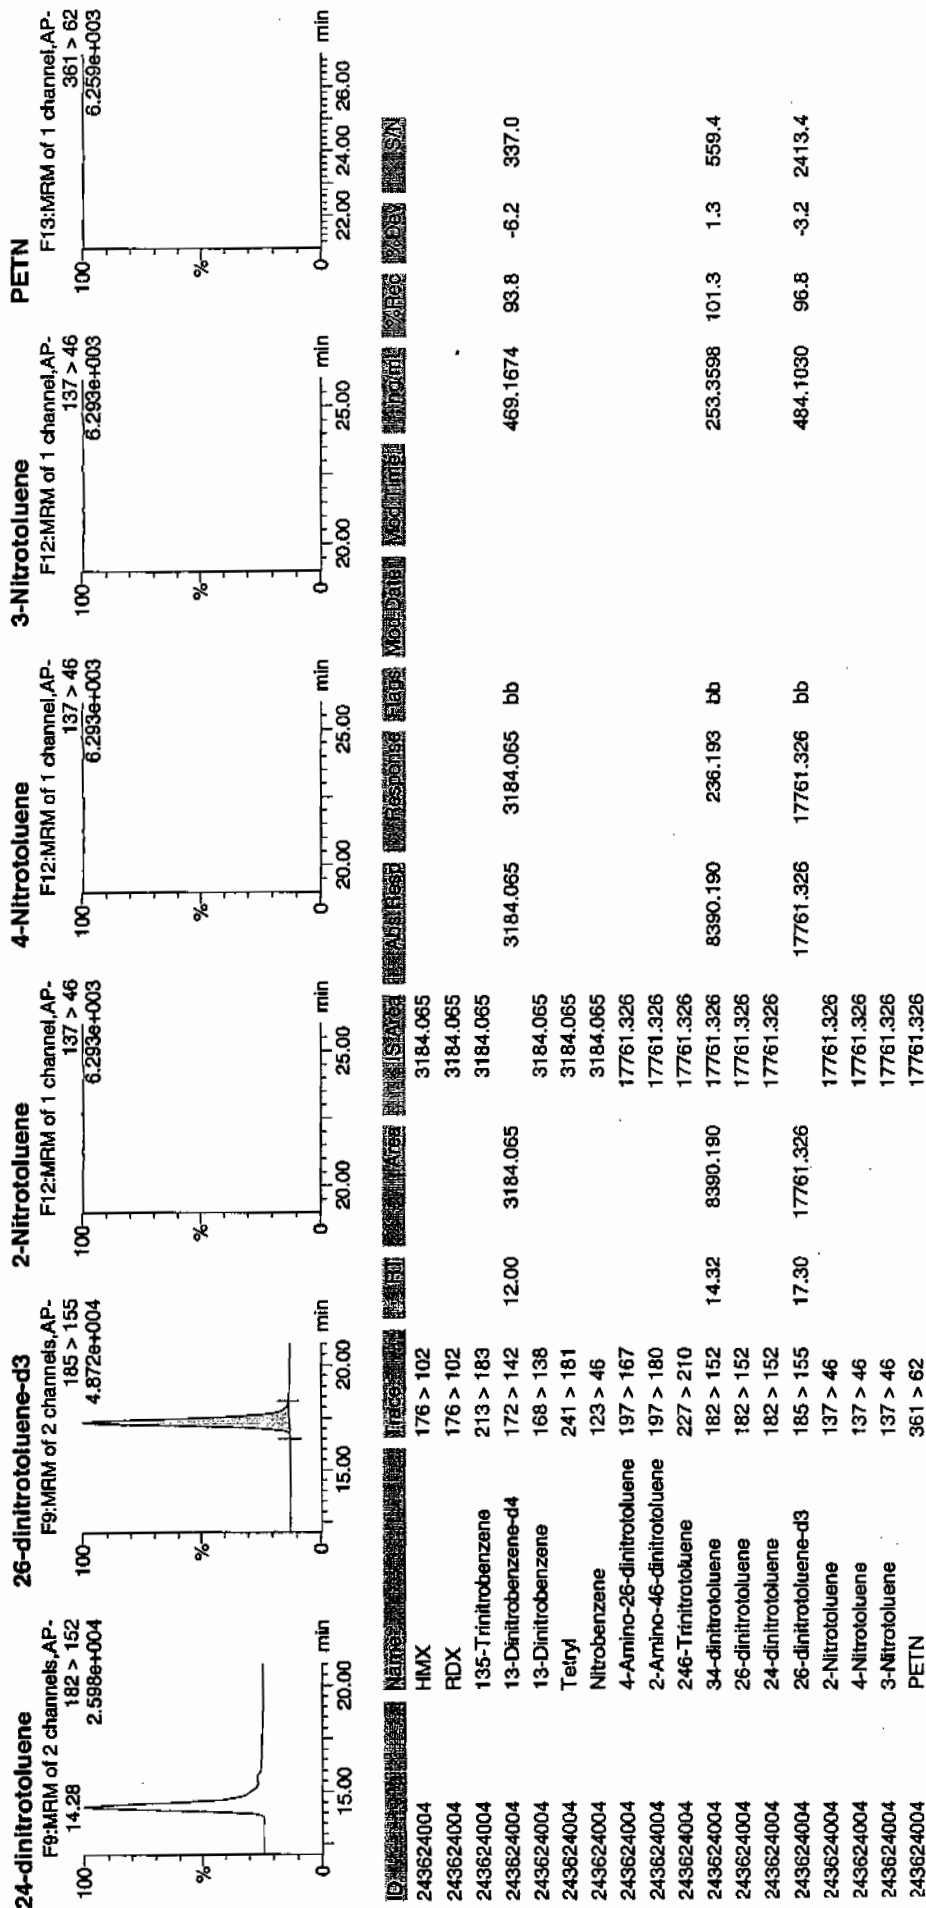 24-dinitrotoluene
F9:MRM of 2 channels,AP-
182 > 152
2.598e+004
14.28
100
%
0
15.00 20.00 min
26-dinitrotoluene-d3
F9:MRM of 2 channels,AP-
185 > 155
4.872e+004
100
%
0
15.00 20.00 min
2-Nitrotoluene
F12:MRM of 1 channel,AP-
137 > 46
6.293e+003
100
%
0
20.00 25.00 min
4-Nitrotoluene
F12:MRM of 1 channel,AP-
137 > 46
6.293e+003
100
%
0
20.00 25.00 min
3-Nitrotoluene
F12:MRM of 1 channel,AP-
137 > 46
6.293e+003
100
%
0
20.00 25.00 min
PETN
F13:MRM of 1 channel,AP-
361 > 62
6.259e+003
100
%
0
22.00 24.00 26.00 min
ID Name Trace RT Area IS Area Abs Resp Response Flags Mod Date Mod Time ng/ml %Rec %Dev S/N
243624004 HMX 176 > 102 3184.065
243624004 RDX 176 > 102 3184.065
243624004 135-Trinitrobenzene 213 > 183 3184.065
243624004 13-Dinitrobenzene-d4 172 > 142 12.00 3184.065 3184.065 3184.065 bb 469.1674 93.8 -6.2 337.0
243624004 13-Dinitrobenzene 168 > 138 3184.065
243624004 Tetryl 241 > 181 3184.065
243624004 Nitrobenzene 123 > 46 3184.065
243624004 4-Amino-26-dinitrotoluene 197 > 167 17761.326
243624004 2-Amino-46-dinitrotoluene 197 > 180 17761.326
243624004 246-Trinitrotoluene 227 > 210 17761.326
243624004 34-dinitrotoluene 182 > 152 14.32 8390.190 17761.326 8390.190 236.193 bb 253.3598 101.3 1.3 559.4
243624004 26-dinitrotoluene 182 > 152 17761.326
243624004 24-dinitrotoluene 182 > 152 17761.326
243624004 26-dinitrotoluene-d3 185 > 155 17.30 17761.326 17761.326 17761.326 bb 484.1030 96.8 -3.2 2413.4
243624004 2-Nitrotoluene 137 > 46 17761.326
243624004 4-Nitrotoluene 137 > 46 17761.326
243624004 3-Nitrotoluene 137 > 46 17761.326
243624004 PETN 361 > 62 17761.326